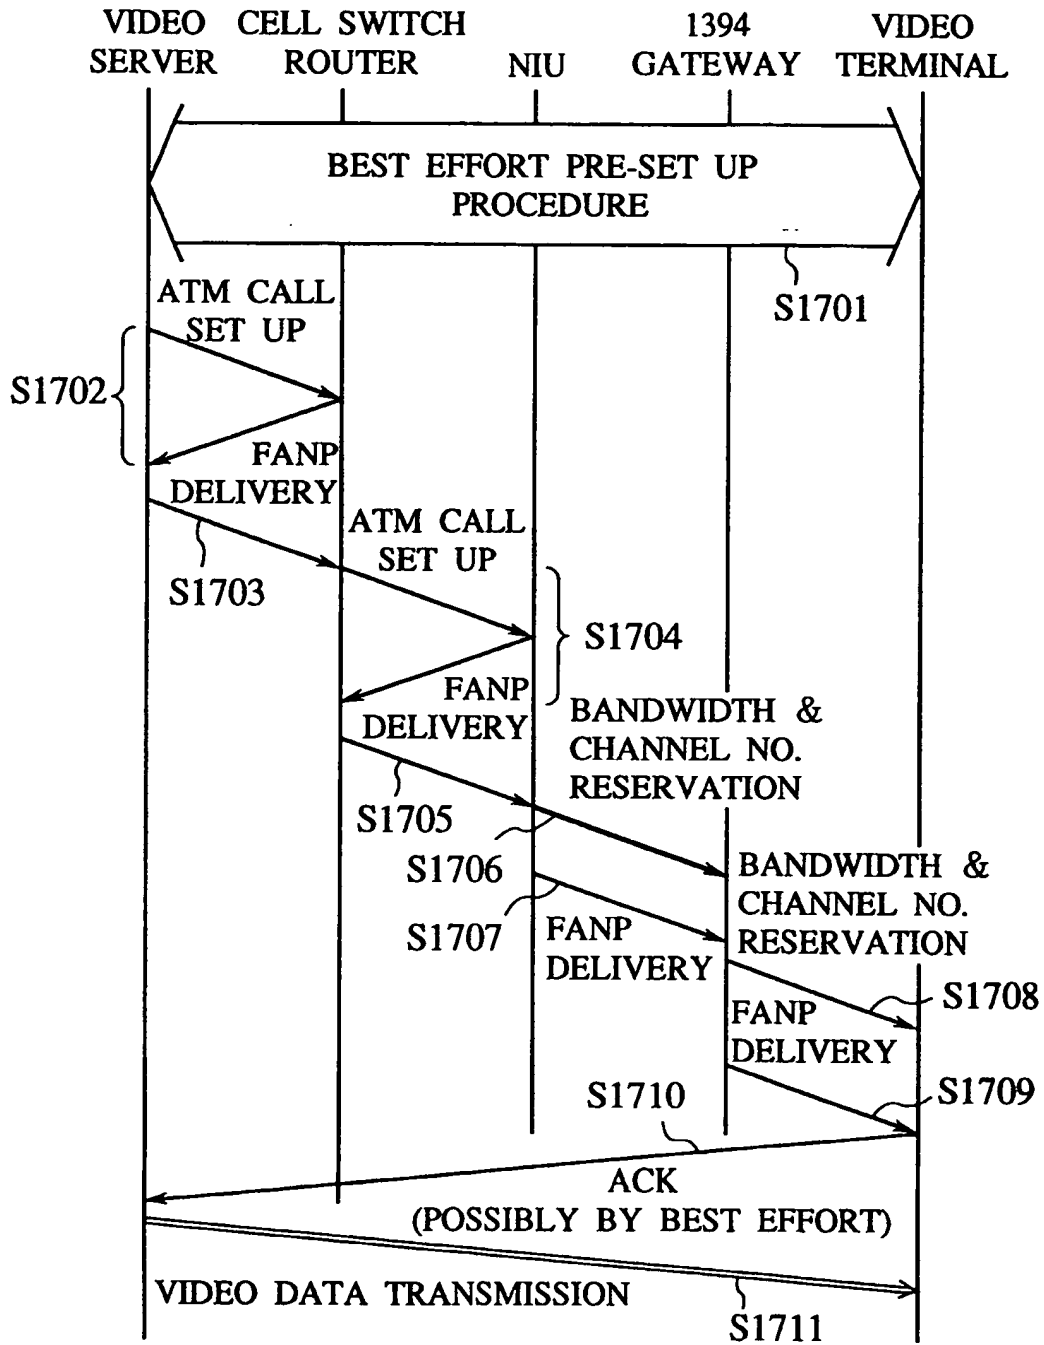 VIDEO
SERVER
CELL SWITCH
ROUTER
NIU
1394
GATEWAY
VIDEO
TERMINAL
BEST EFFORT PRE-SET UP
PROCEDURE
S1701
ATM CALL
SET UP
S1702
FANP
DELIVERY
S1703
ATM CALL
SET UP
S1704
FANP
DELIVERY
S1705
BANDWIDTH &
CHANNEL NO.
RESERVATION
S1706
S1707
FANP
DELIVERY
BANDWIDTH &
CHANNEL NO.
RESERVATION
S1708
FANP
DELIVERY
S1709
S1710
ACK
(POSSIBLY BY BEST EFFORT)
VIDEO DATA TRANSMISSION
S1711